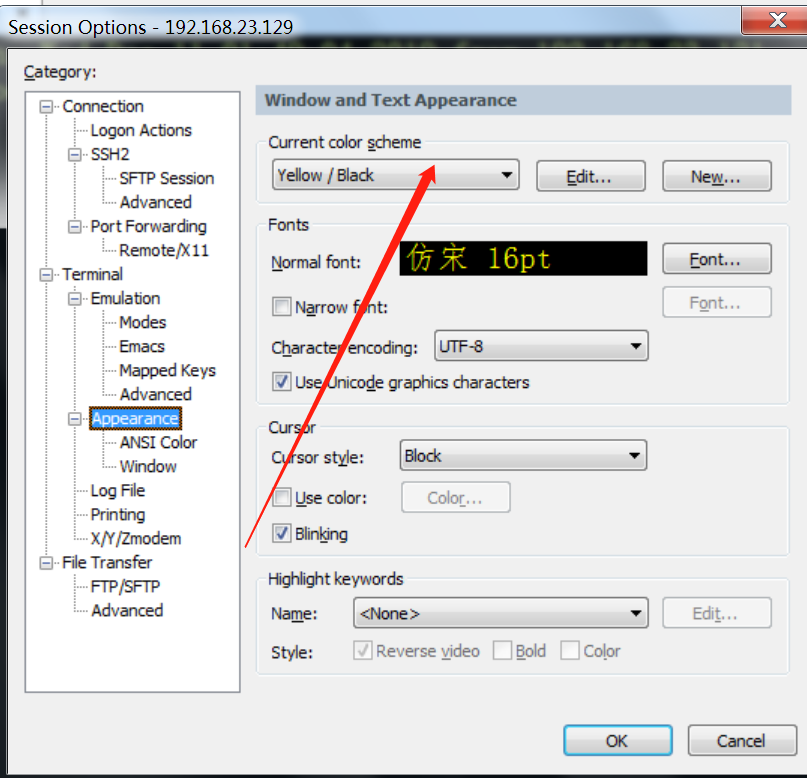 Session Options - 192.168.23.129
Category:
Connection
Logon Actions
SSH2
SFTP Session
Advanced
Port Forwarding
Remote/X11
Terminal
Emulation
Modes
Emacs
Mapped Keys
Advanced
Appearance
ANSI Color
Window
Log File
Printing
X/Y/Zmodem
File Transfer
FTP/SFTP
Advanced
Window and Text Appearance
Current color scheme
Yellow / Black
Edit...
New...
Fonts
Normal font:
仿宋 16pt
Font...
Narrow font:
Font...
Character encoding:
UTF-8
Use Unicode graphics characters
Cursor
Cursor style:
Block
Use color:
Color...
Blinking
Highlight keywords
Name:
<None>
Edit...
Style:
Reverse video
Bold
Color
OK
Cancel